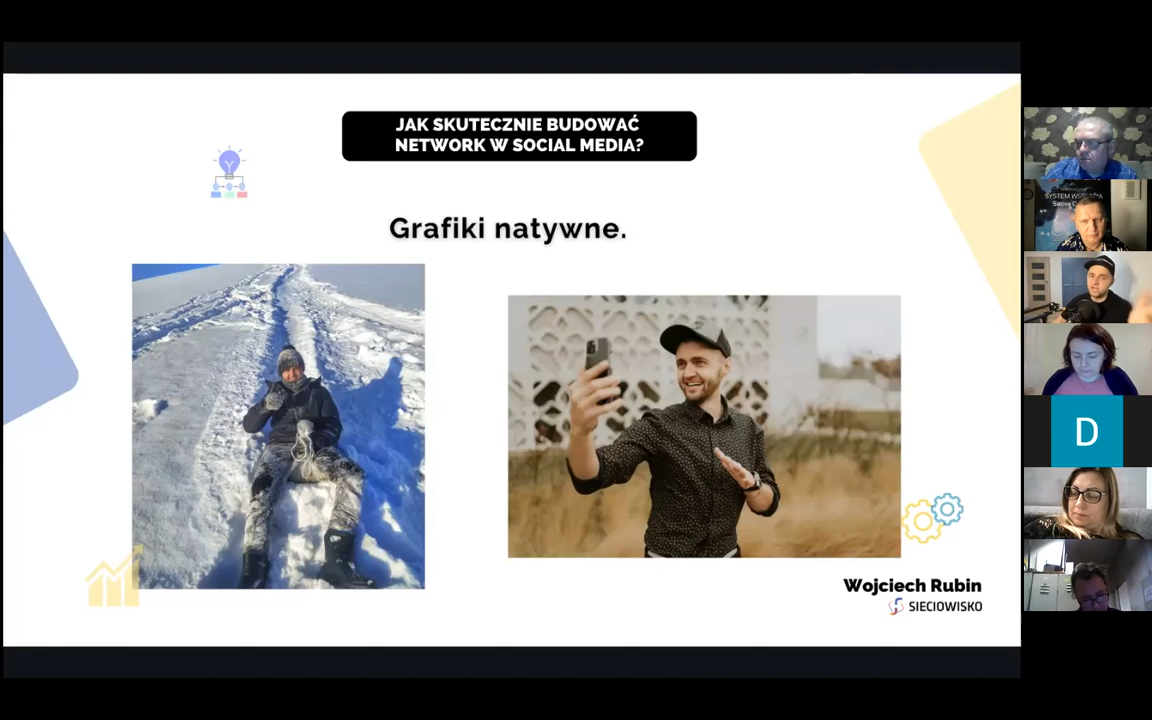 JAK SKUTECZNIE BUDOWAĆ
NETWORK W SOCIAL MEDIA?
Grafiki natywne.
Wojciech Rubin
SIECIOWISKO
D